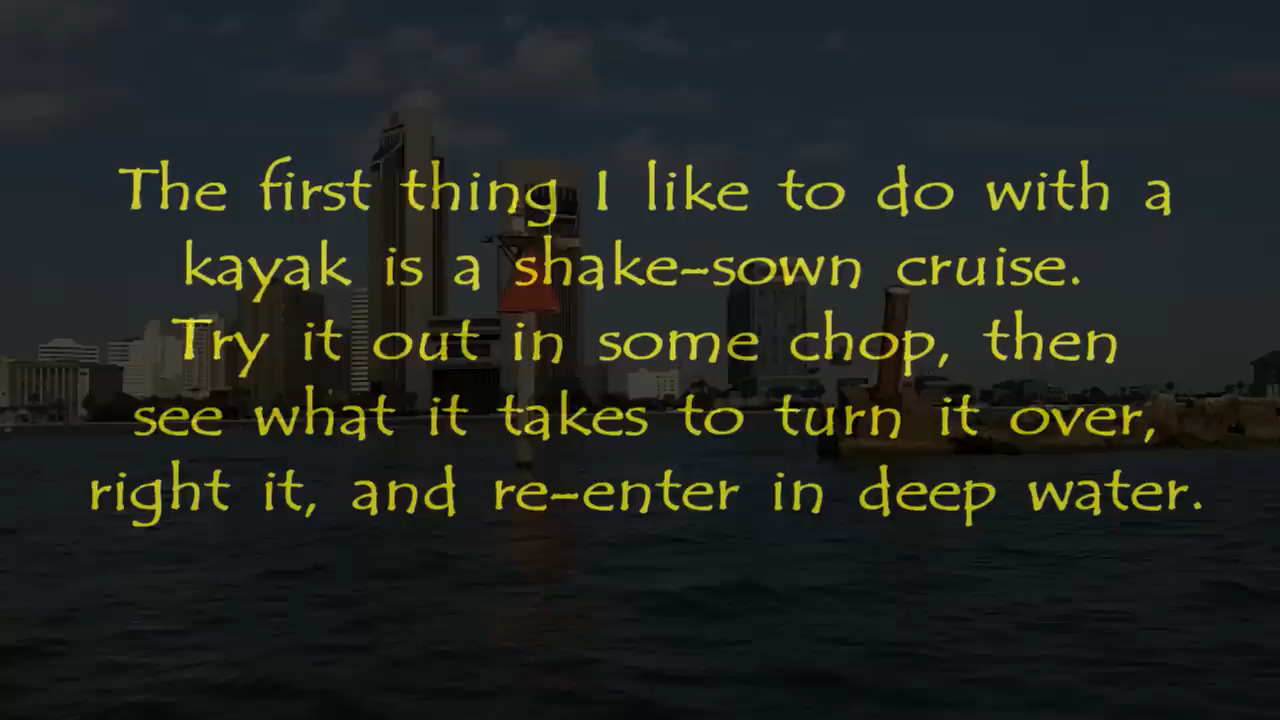 The first thing I like to do with a
kayak is a shake-sown cruise.
Try it out in some chop, then
see what it takes to turn it over,
right it, and re-enter in deep water.